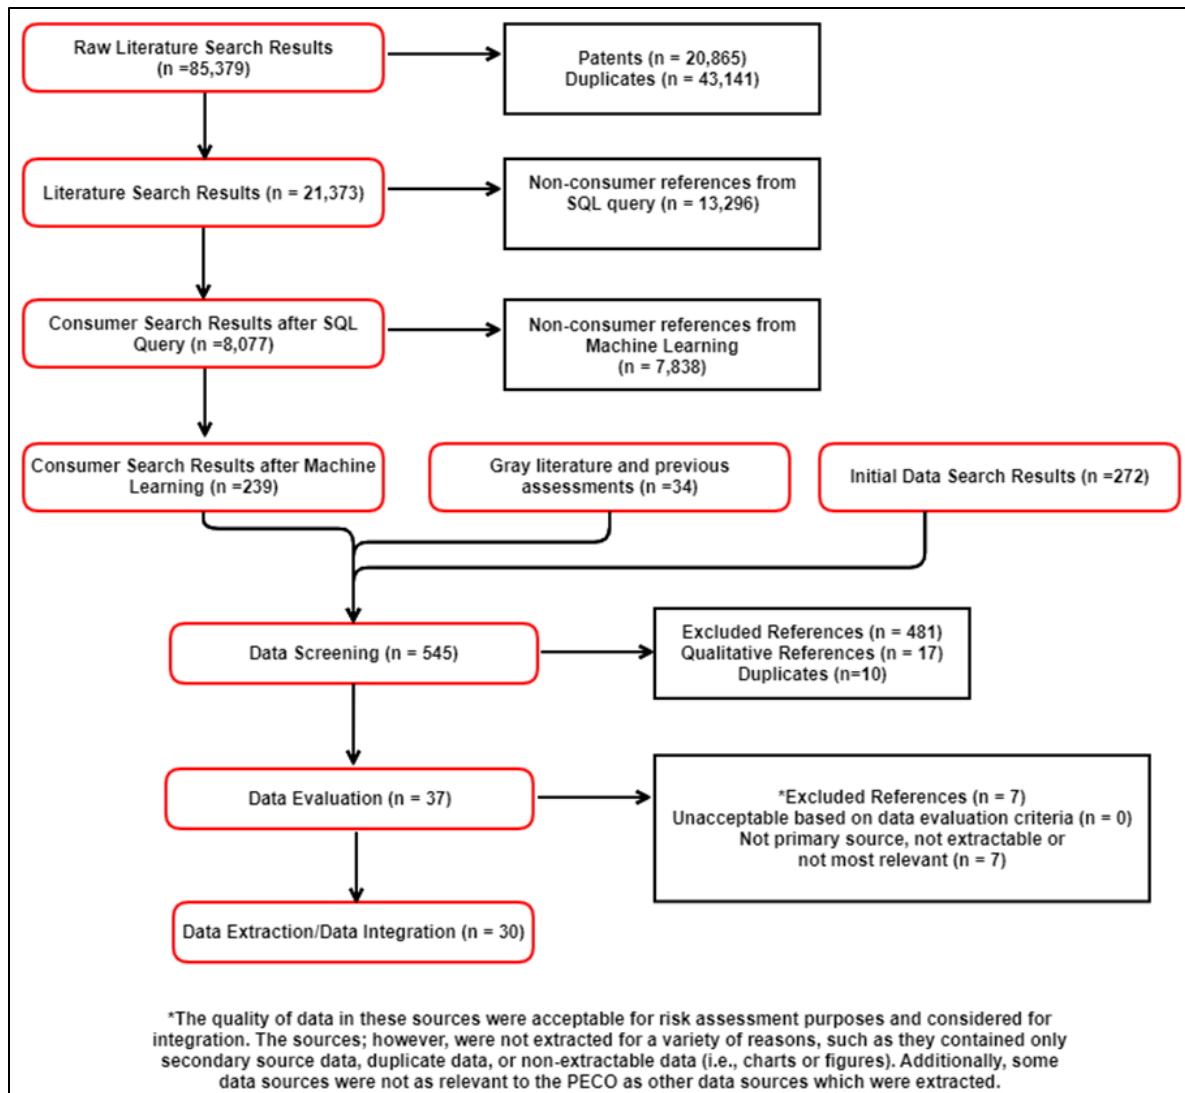 Raw Literature Search Results
(n =85,379)
Patents (n = 20,865)
Duplicates (n = 43,141)
Literature Search Results (n = 21,373)
Non-consumer references from
SQL query (n = 13,296)
Consumer Search Results after SQL
Query (n =8,077)
Non-consumer references from
Machine Learning
(n = 7,838)
Consumer Search Results after Machine
Learning (n =239)
Gray literature and previous
assessments (n =34)
Initial Data Search Results (n =272)
Data Screening (n = 545)
Excluded References (n = 481)
Qualitative References (n = 17)
Duplicates (n=10)
Data Evaluation (n = 37)
*Excluded References (n = 7)
Unacceptable based on data evaluation criteria (n = 0)
Not primary source, not extractable or
not most relevant (n = 7)
Data Extraction/Data Integration (n = 30)
*The quality of data in these sources were acceptable for risk assessment purposes and considered for
integration. The sources; however, were not extracted for a variety of reasons, such as they contained only
secondary source data, duplicate data, or non-extractable data (i.e., charts or figures). Additionally, some
data sources were not as relevant to the PECO as other data sources which were extracted.